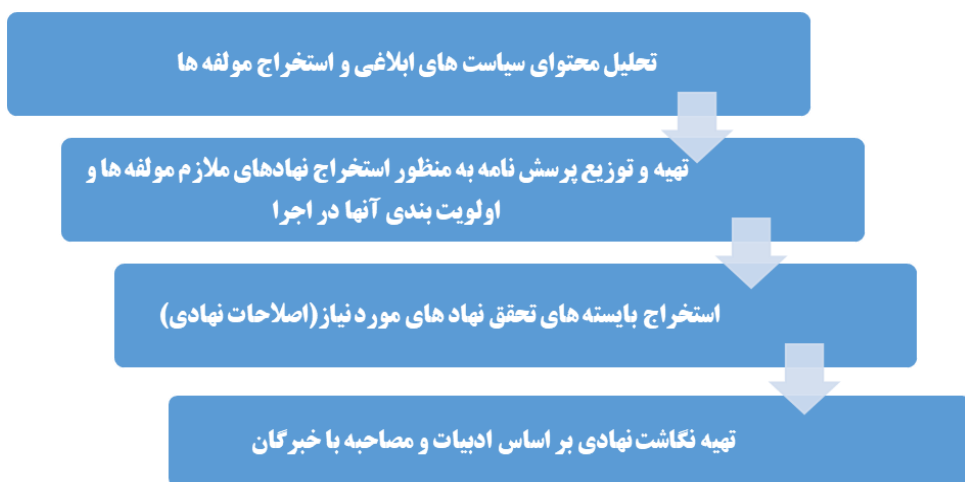 تحلیل محتوای سیاست های ابلاغی و استخراج مولفه ها
تهیه و توزیع پرسش نامه به منظور استخراج نهادهای ملازم مولفه ها و
اولویت بندی آنها در اجرا
استخراج بایسته های تحقق نهاد های مورد نیاز(اصلاحات نهادی)
تهیه نگاشت نهادی بر اساس ادبیات و مصاحبه با خبرگان